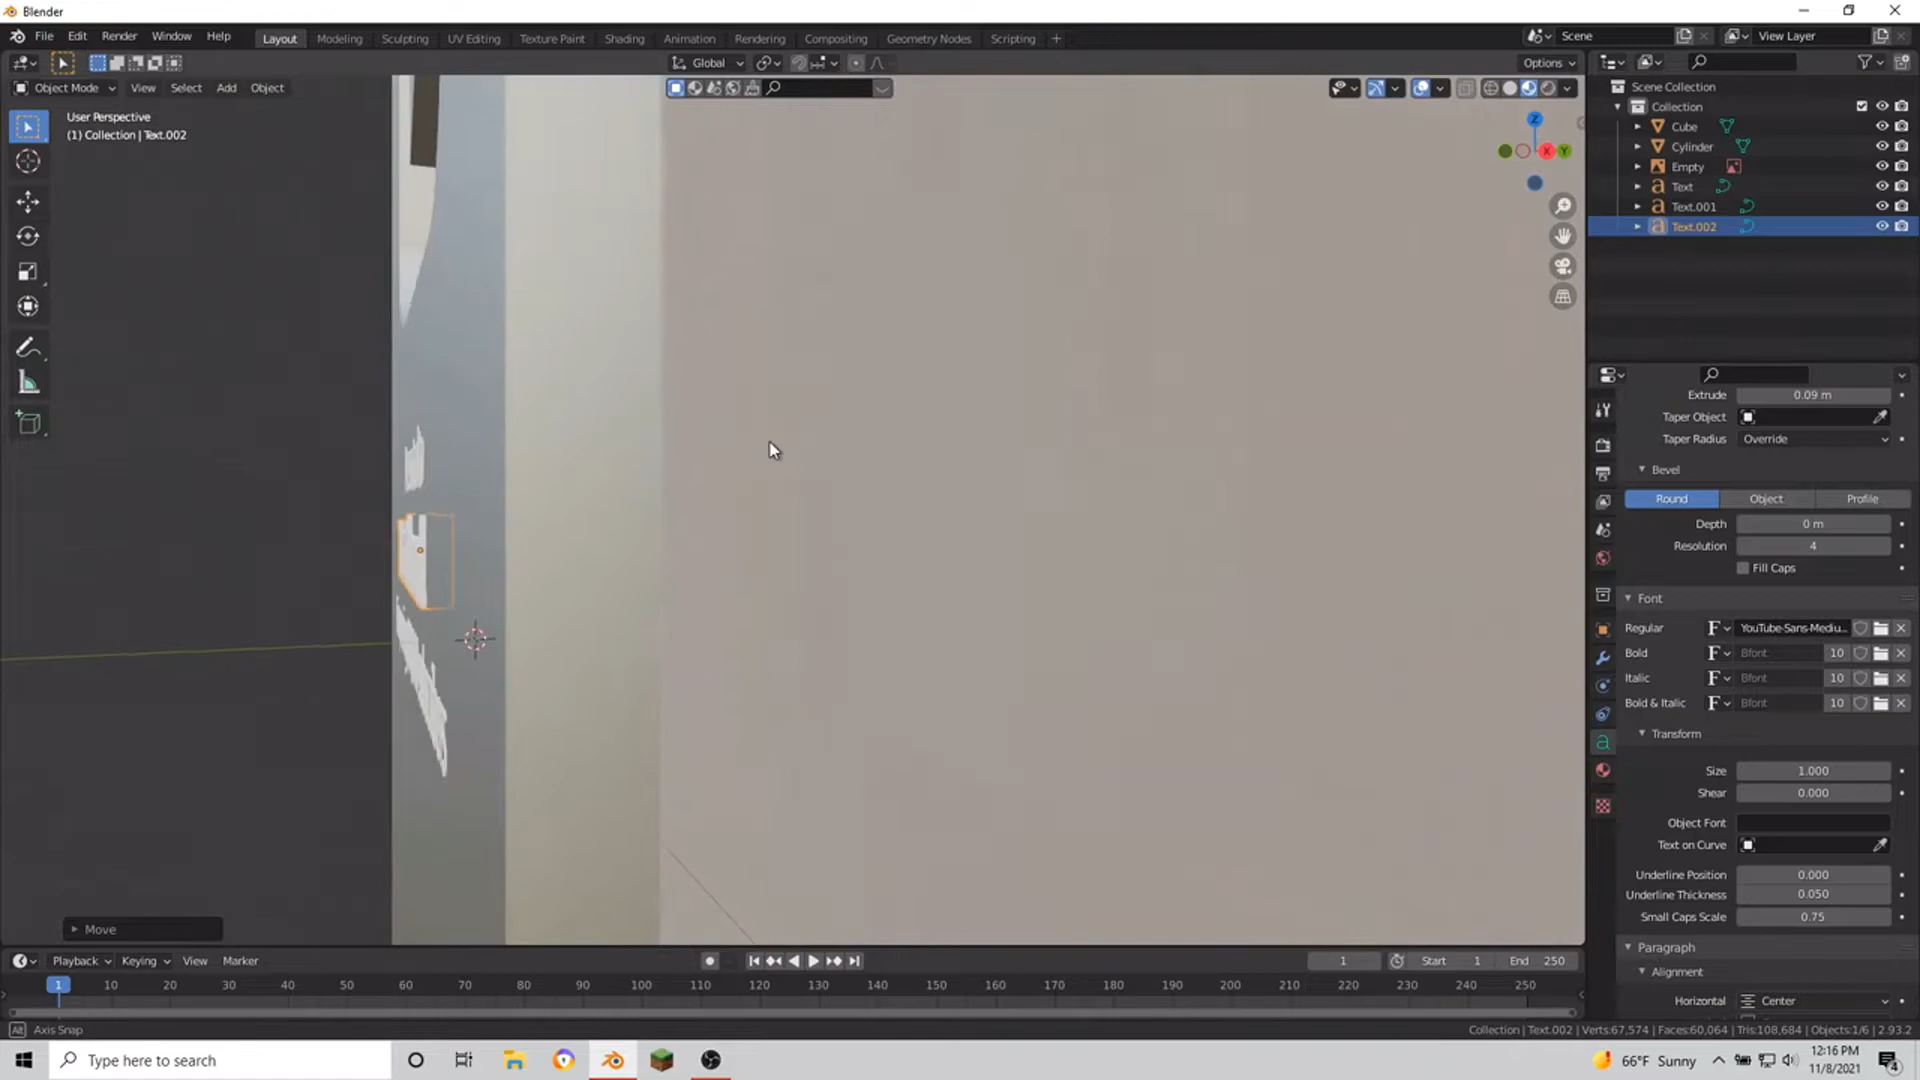 Blender
File Edit Render Window Help
Layout Modeling Sculpting UV Editing Texture Paint Shading Animation Rendering Compositing Geometry Nodes Scripting +
Scene
View Layer
Global
Options
Object Mode View Select Add Object
User Perspective
(1) Collection | Text.002
Z
X
Y
Scene Collection
Collection
Cube
Cylinder
Empty
Text
Text.001
Text.002
Extrude 0.09 m
Taper Object
Taper Radius Override
Bevel
Round Object Profile
Depth 0 m
Resolution 4
Fill Caps
Font
Regular F YouTube-Sans-Mediu...
Bold F Bfont 10
Italic F Bfont 10
Bold & Italic F Bfont 10
Transform
Size 1.000
Shear 0.000
Object Font
Text on Curve
Underline Position 0.000
Underline Thickness 0.050
Small Caps Scale 0.75
Paragraph
Alignment
Horizontal Center
Move
Playback Keying View Marker
1 Start 1 End 250
1 10 20 30 40 50 60 70 80 90 100 110 120 130 140 150 160 170 180 190 200 210 220 230 240 250
Alt Axis Snap
Collection | Text.002 | Verts:67,574 | Faces:60,064 | Tris:108,684 | Objects:1/6 | 2.93.2
Type here to search
66°F Sunny
12:16 PM
11/8/2021
4